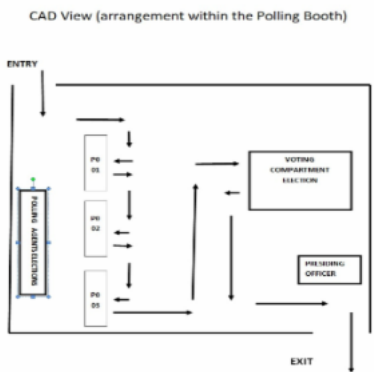 CAD View (arrangement within the Polling Booth)
ENTRY
PO
01
PO
02
PO
03
POLLING AGENTS ELECTIONS
VOTING
COMPARTMENT
ELECTION
PRESIDING
OFFICER
EXIT